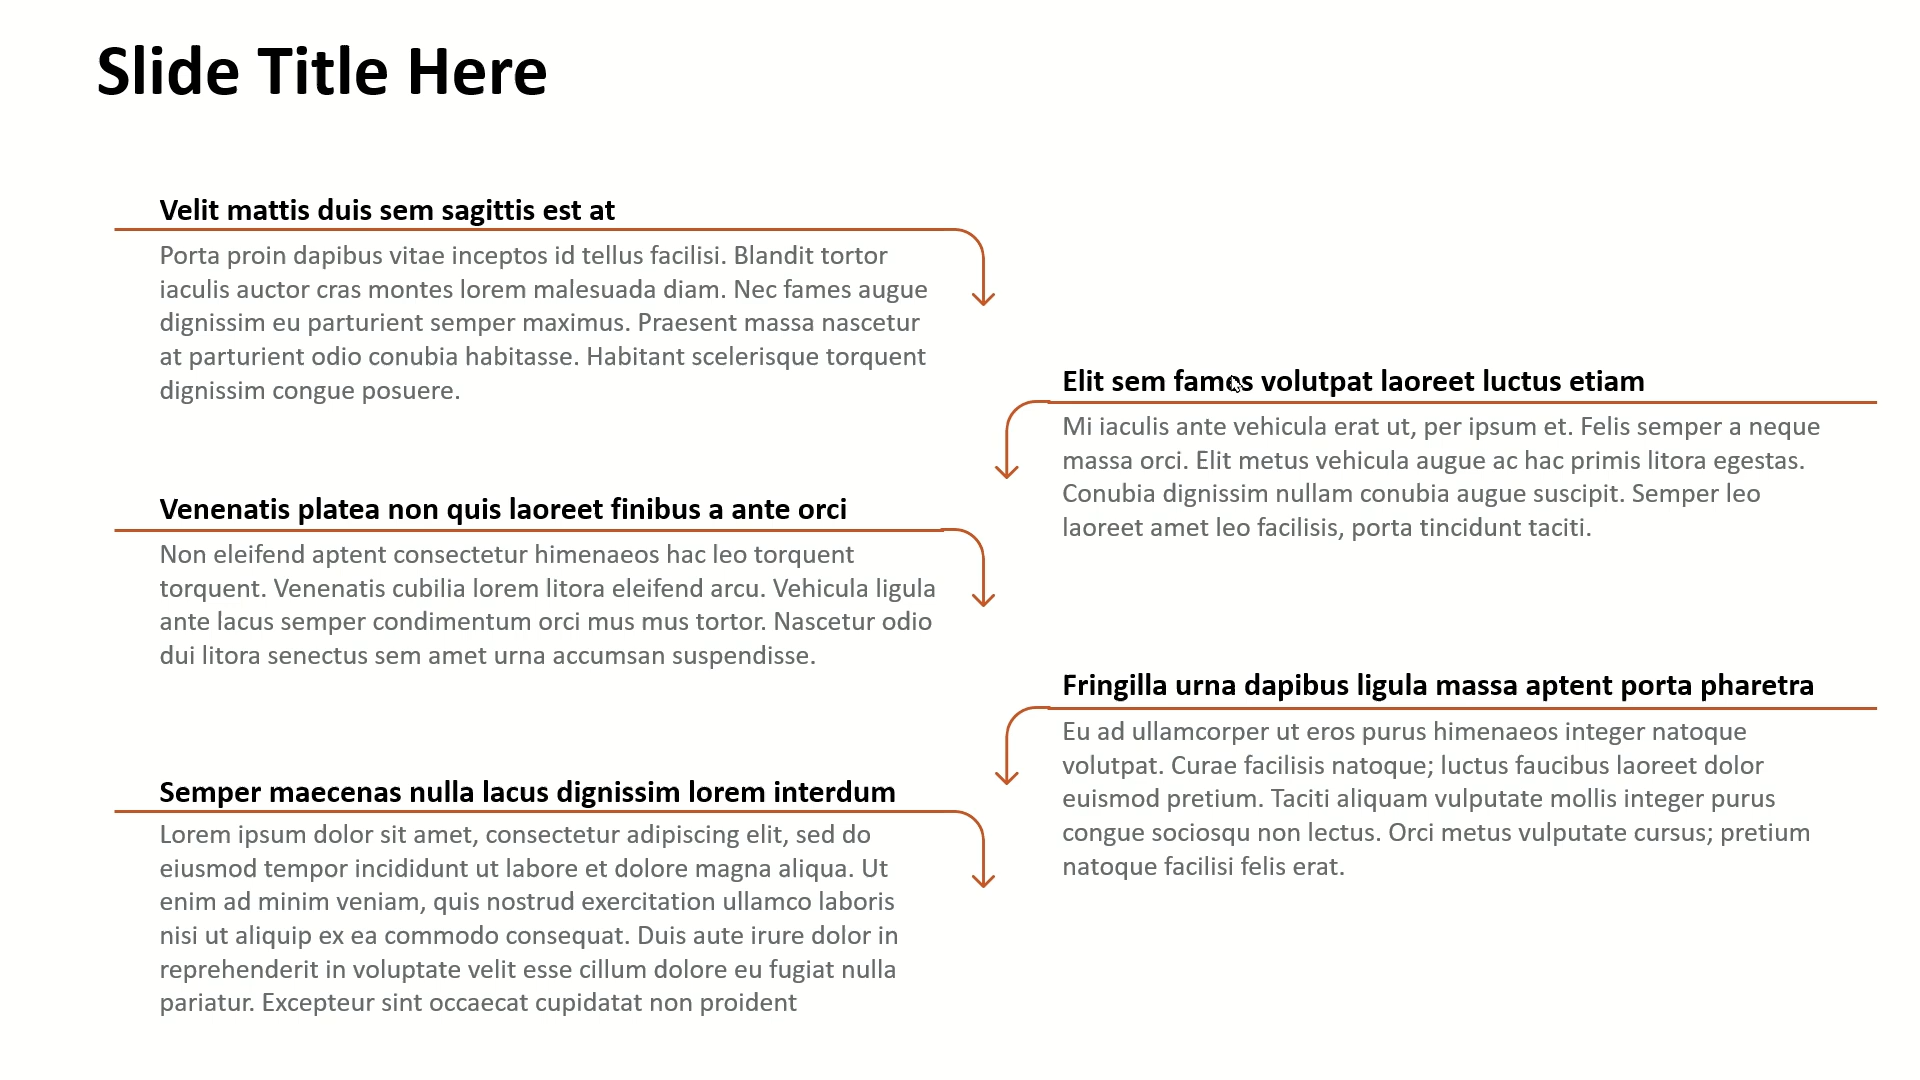 Slide Title Here
Velit mattis duis sem sagittis est at
Porta proin dapibus vitae inceptos id tellus facilisi. Blandit tortor
iaculis auctor cras montes lorem malesuada diam. Nec fames augue
dignissim eu parturient semper maximus. Praesent massa nascetur
at parturient odio conubia habitasse. Habitant scelerisque torquent
dignissim congue posuere.
Elit sem fames volutpat laoreet luctus etiam
Mi iaculis ante vehicula erat ut, per ipsum et. Felis semper a neque
massa orci. Elit metus vehicula augue ac hac primis litora egestas.
Conubia dignissim nullam conubia augue suscipit. Semper leo
laoreet amet leo facilisis, porta tincidunt taciti.
Venenatis platea non quis laoreet finibus a ante orci
Non eleifend aptent consectetur himenaeos hac leo torquent
torquent. Venenatis cubilia lorem litora eleifend arcu. Vehicula ligula
ante lacus semper condimentum orci mus mus tortor. Nascetur odio
dui litora senectus sem amet urna accumsan suspendisse.
Fringilla urna dapibus ligula massa aptent porta pharetra
Eu ad ullamcorper ut eros purus himenaeos integer natoque
volutpat. Curae facilisis natoque; luctus faucibus laoreet dolor
euismod pretium. Taciti aliquam vulputate mollis integer purus
congue sociosqu non lectus. Orci metus vulputate cursus; pretium
natoque facilisi felis erat.
Semper maecenas nulla lacus dignissim lorem interdum
Lorem ipsum dolor sit amet, consectetur adipiscing elit, sed do
eiusmod tempor incididunt ut labore et dolore magna aliqua. Ut
enim ad minim veniam, quis nostrud exercitation ullamco laboris
nisi ut aliquip ex ea commodo consequat. Duis aute irure dolor in
reprehenderit in voluptate velit esse cillum dolore eu fugiat nulla
pariatur. Excepteur sint occaecat cupidatat non proident